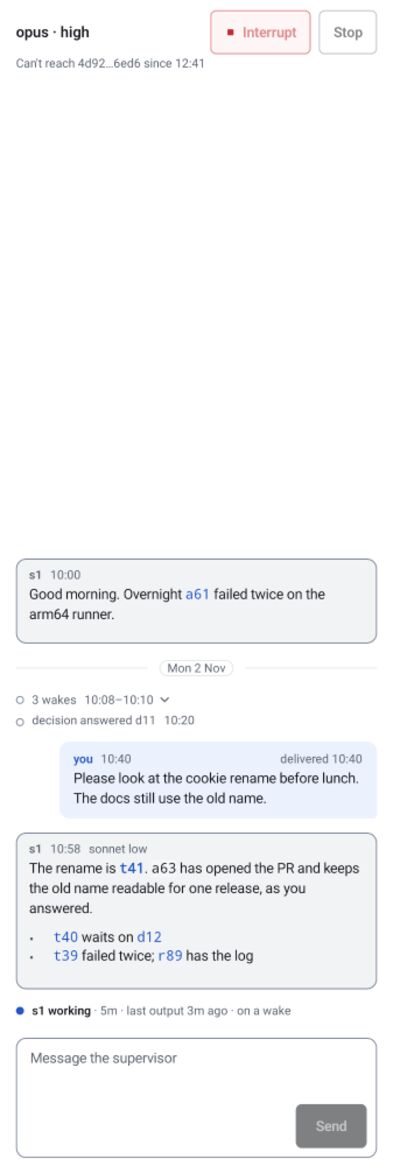 opus · high
Interrupt
Stop
Can't reach 4d92…6ed6 since 12:41
s1 10:00
Good morning. Overnight a61 failed twice on the
arm64 runner.
Mon 2 Nov
3 wakes 10:08–10:10
decision answered d11 10:20
you 10:40 delivered 10:40
Please look at the cookie rename before lunch.
The docs still use the old name.
s1 10:58 sonnet low
The rename is t41. a63 has opened the PR and keeps
the old name readable for one release, as you
answered.
• t40 waits on d12
• t39 failed twice; r89 has the log
s1 working · 5m · last output 3m ago · on a wake
Message the supervisor
Send